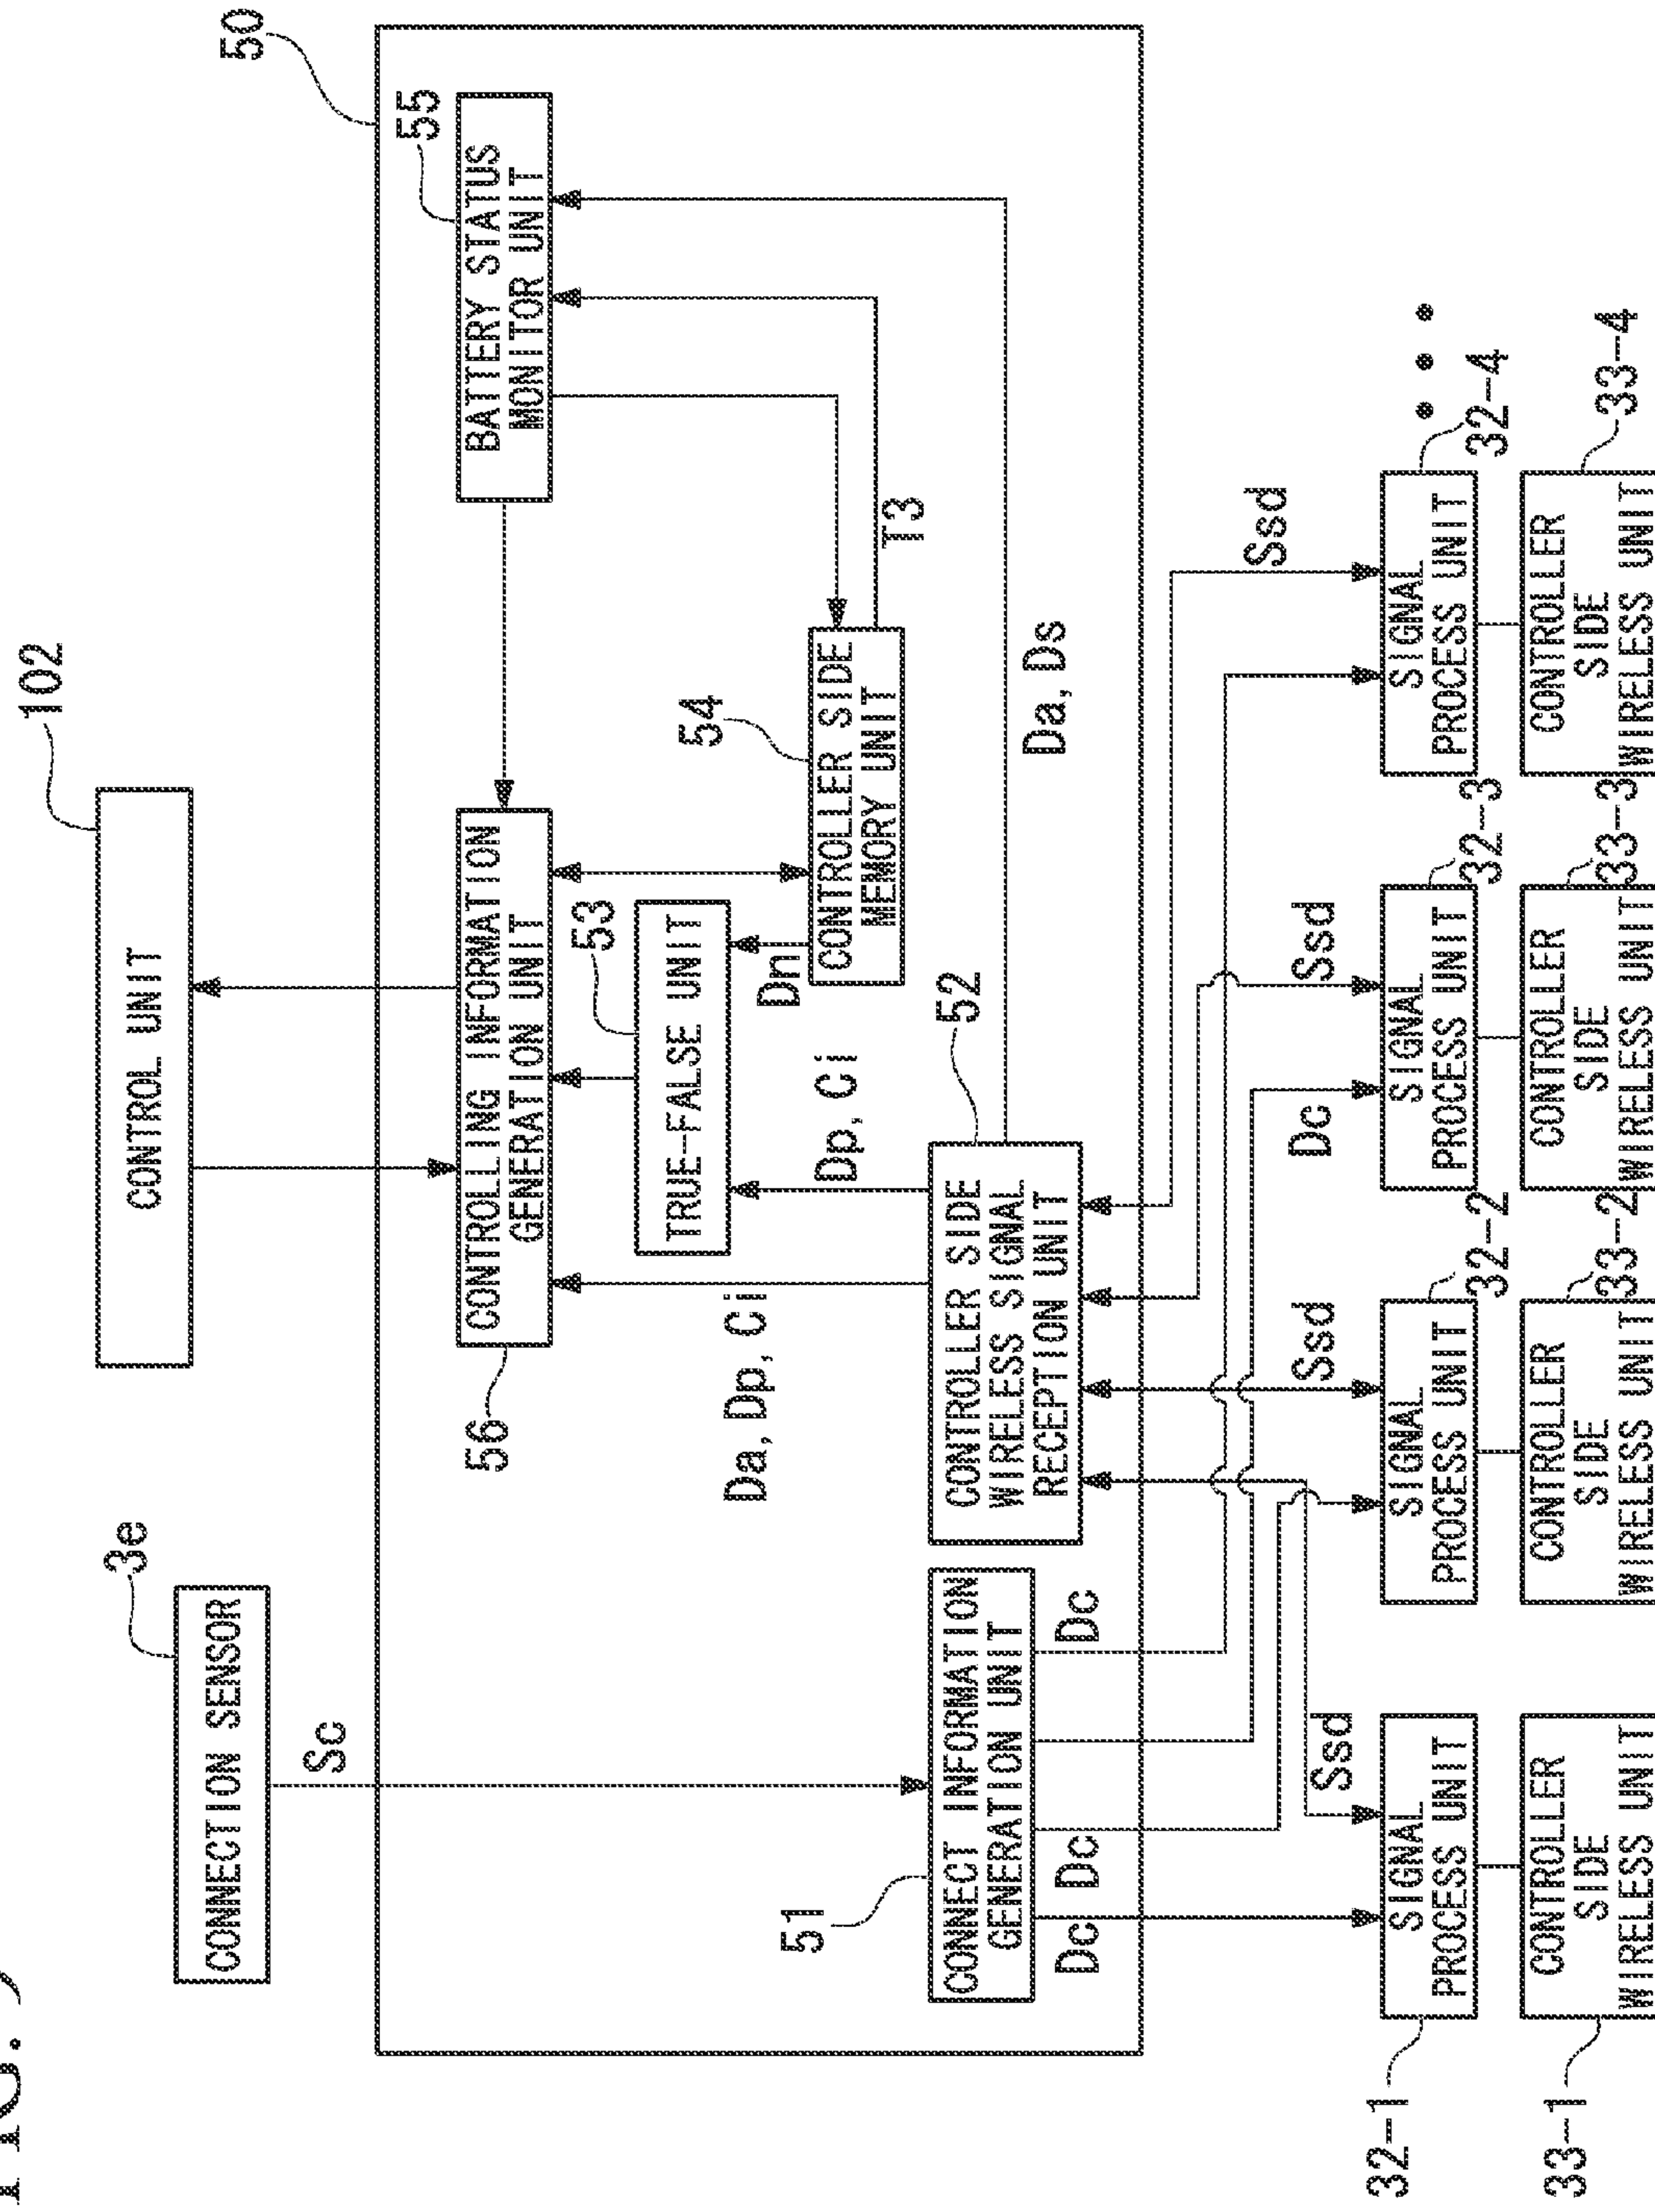 102
CONTROL UNIT
3e
CONNECTION SENSOR
Sc
50
55
BATTERY STATUS
MONITOR UNIT
56
CONTROLLING INFORMATION
GENERATION UNIT
53
TRUE-FALSE UNIT
Dn
54
CONTROLLER SIDE
MEMORY UNIT
T3
Da, Dp, Ci
Dp, Ci
52
CONTROLLER SIDE
WIRELESS SIGNAL
RECEPTION UNIT
Da, Ds
51
CONNECT INFORMATION
GENERATION UNIT
Dc
Dc
Dc
Dc
Ssd
Ssd
Ssd
Ssd
32-1
SIGNAL
PROCESS UNIT
32-2
SIGNAL
PROCESS UNIT
32-3
SIGNAL
PROCESS UNIT
32-4
SIGNAL
PROCESS UNIT
33-1
CONTROLLER
SIDE
WIRELESS UNIT
33-2
CONTROLLER
SIDE
WIRELESS UNIT
33-3
CONTROLLER
SIDE
WIRELESS UNIT
33-4
CONTROLLER
SIDE
WIRELESS UNIT